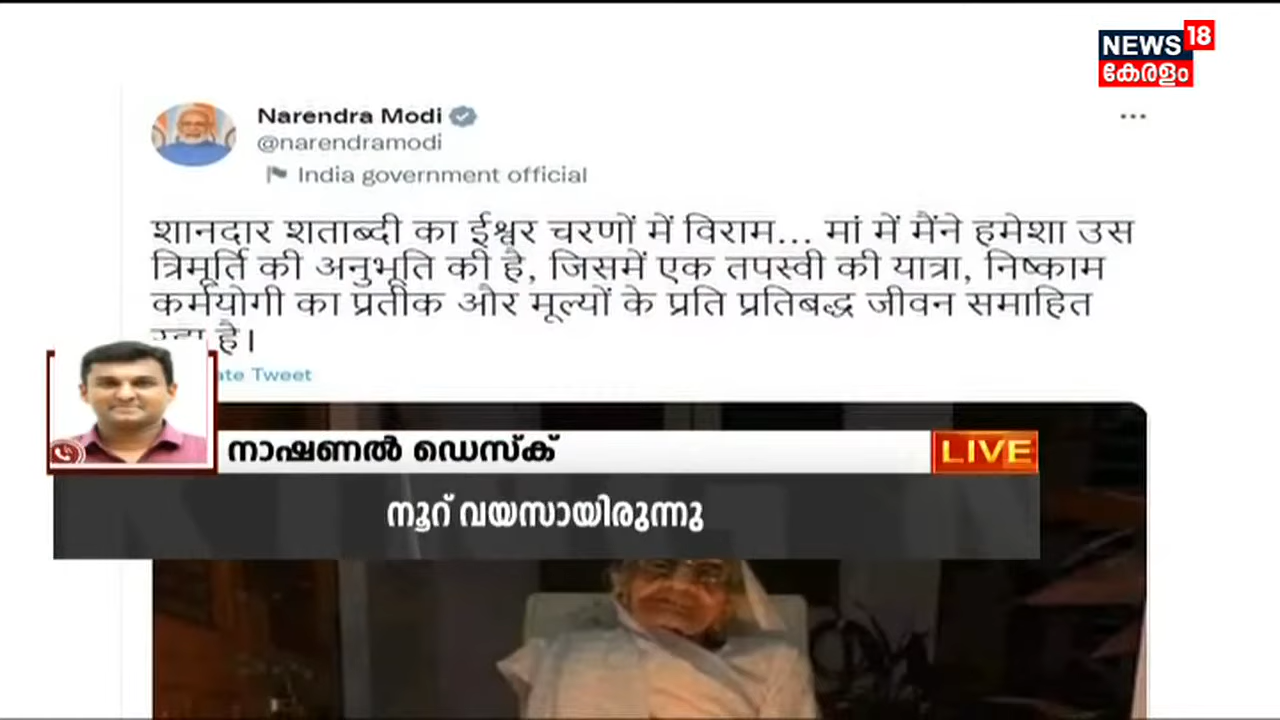 NEWS 18
കേരളം
Narendra Modi
@narendramodi
India government official
शानदार शताब्दी का ईश्वर चरणों में विराम... मां में मैंने हमेशा उस
त्रिमूर्ति की अनुभूति की है, जिसमें एक तपस्वी की यात्रा, निष्काम
कर्मयोगी का प्रतीक और मूल्यों के प्रति प्रतिबद्ध जीवन समाहित
है।
Tweet
നാഷണൽ ഡെസ്ക്
LIVE
നൂറ് വയസായിരുന്നു